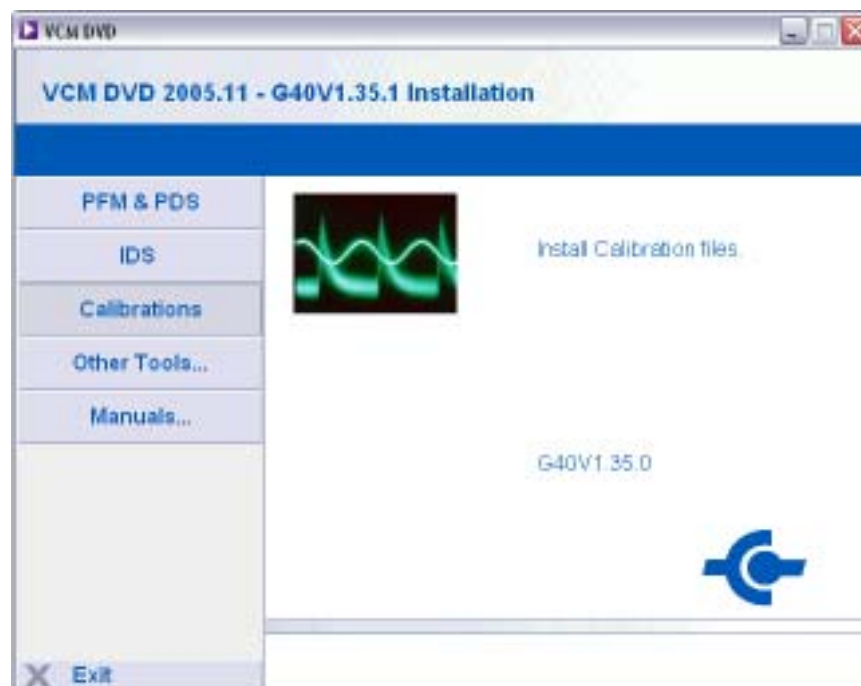 VCM DVD
VCM DVD 2005.11 - G40V1.35.1 Installation
PFM & PDS
IDS
Calibrations
Other Tools...
Manuals...
Install Calibration files.
G40V1.35.0
Exit